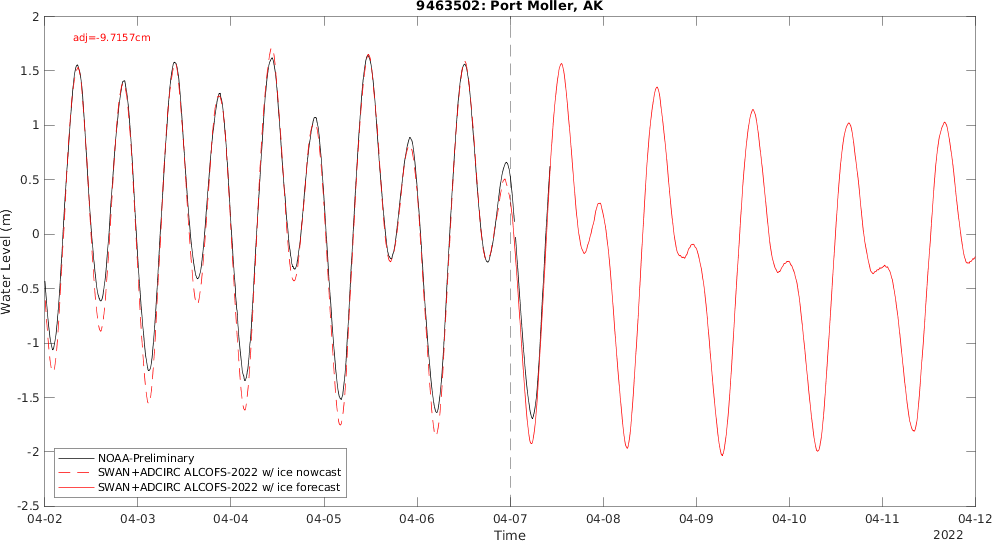 9463502: Port Moller, AK
adj=-9.7157cm
2
1.5
1
0.5
0
-0.5
-1
-1.5
-2
-2.5
Water Level (m)
NOAA-Preliminary
SWAN+ADCIRC ALCOFS-2022 w/ ice nowcast
SWAN+ADCIRC ALCOFS-2022 w/ ice forecast
04-02 04-03 04-04 04-05 04-06 04-07 04-08 04-09 04-10 04-11 04-12
Time
2022